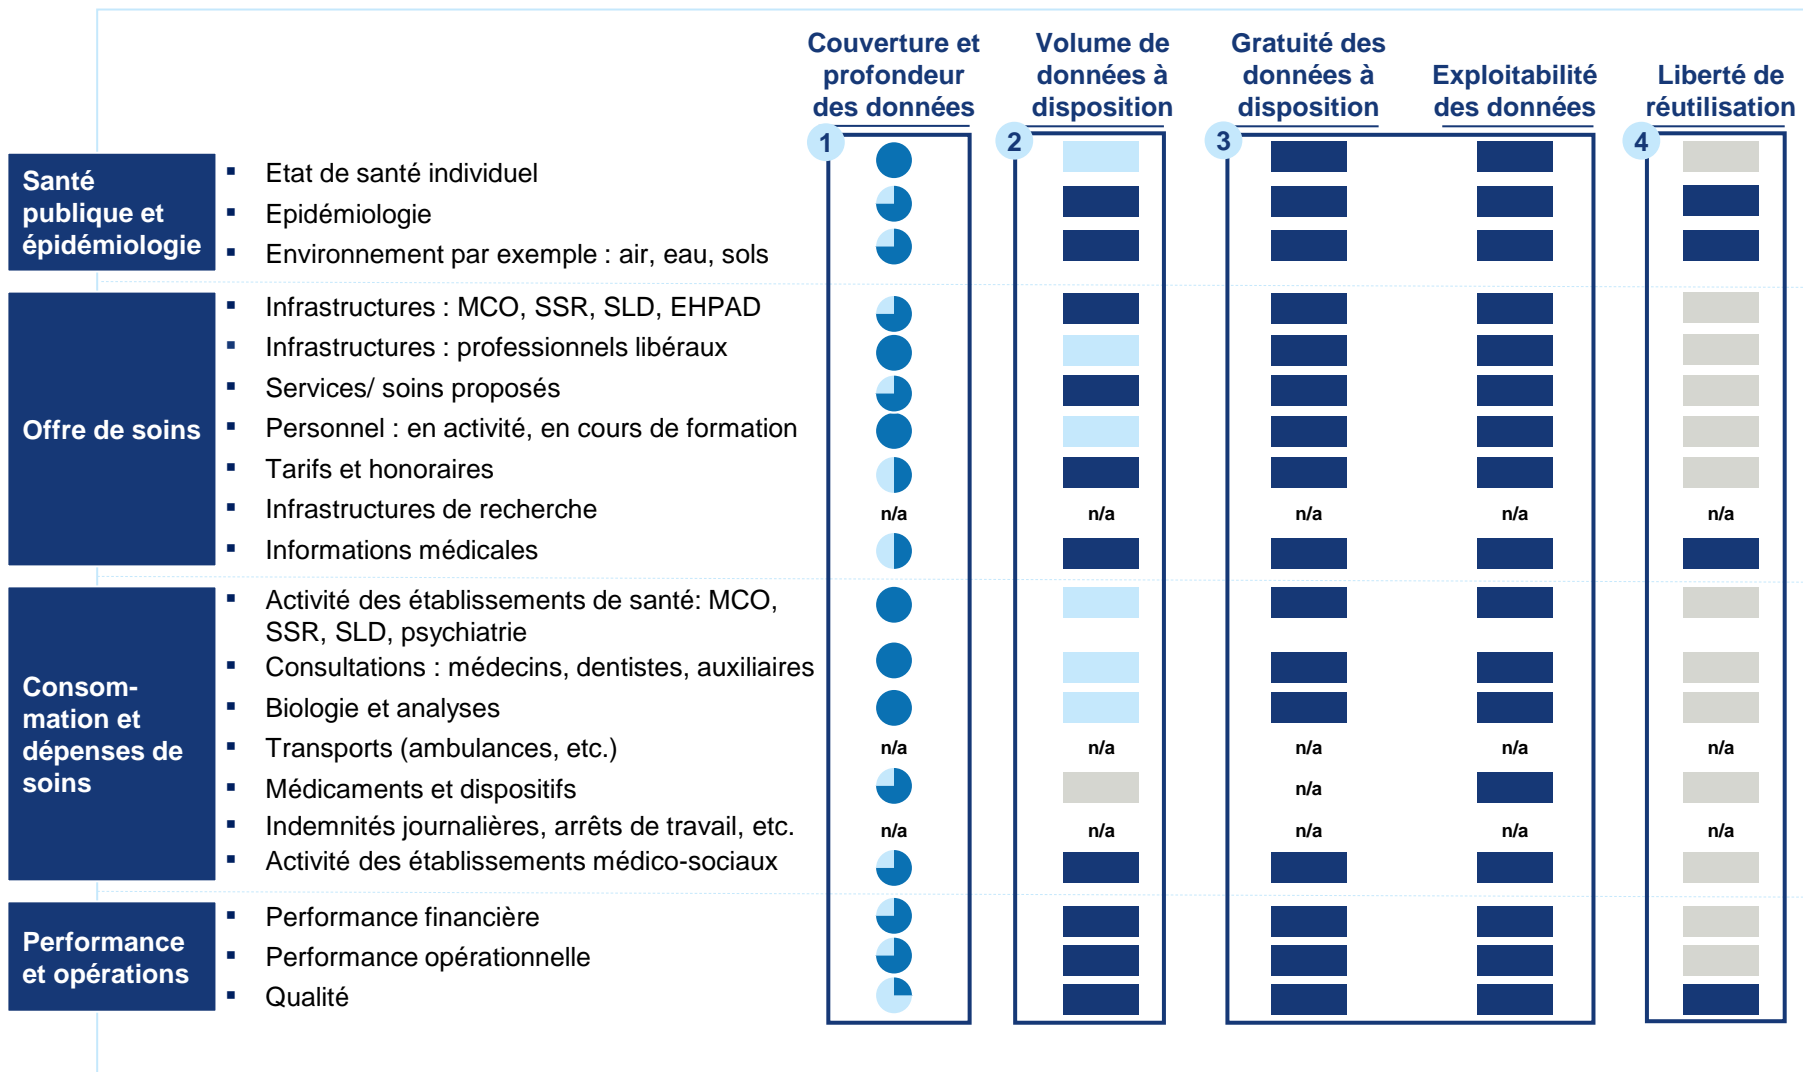 Couverture et
profondeur
des données
Volume de
données à
disposition
Gratuité des
données à
disposition
Exploitabilité
des données
Liberté de
réutilisation
1
2
3
4
Santé
publique et
épidémiologie
▪ Etat de santé individuel
▪ Epidémiologie
▪ Environnement par exemple : air, eau, sols
Offre de soins
▪ Infrastructures : MCO, SSR, SLD, EHPAD
▪ Infrastructures : professionnels libéraux
▪ Services/ soins proposés
▪ Personnel : en activité, en cours de formation
▪ Tarifs et honoraires
▪ Infrastructures de recherche n/a n/a n/a n/a n/a
▪ Informations médicales
Consom-
mation et
dépenses de
soins
▪ Activité des établissements de santé: MCO,
SSR, SLD, psychiatrie
▪ Consultations : médecins, dentistes, auxiliaires
▪ Biologie et analyses
▪ Transports (ambulances, etc.) n/a n/a n/a n/a n/a
▪ Médicaments et dispositifs n/a
▪ Indemnités journalières, arrêts de travail, etc. n/a n/a n/a n/a n/a
▪ Activité des établissements médico-sociaux
Performance
et opérations
▪ Performance financière
▪ Performance opérationnelle
▪ Qualité